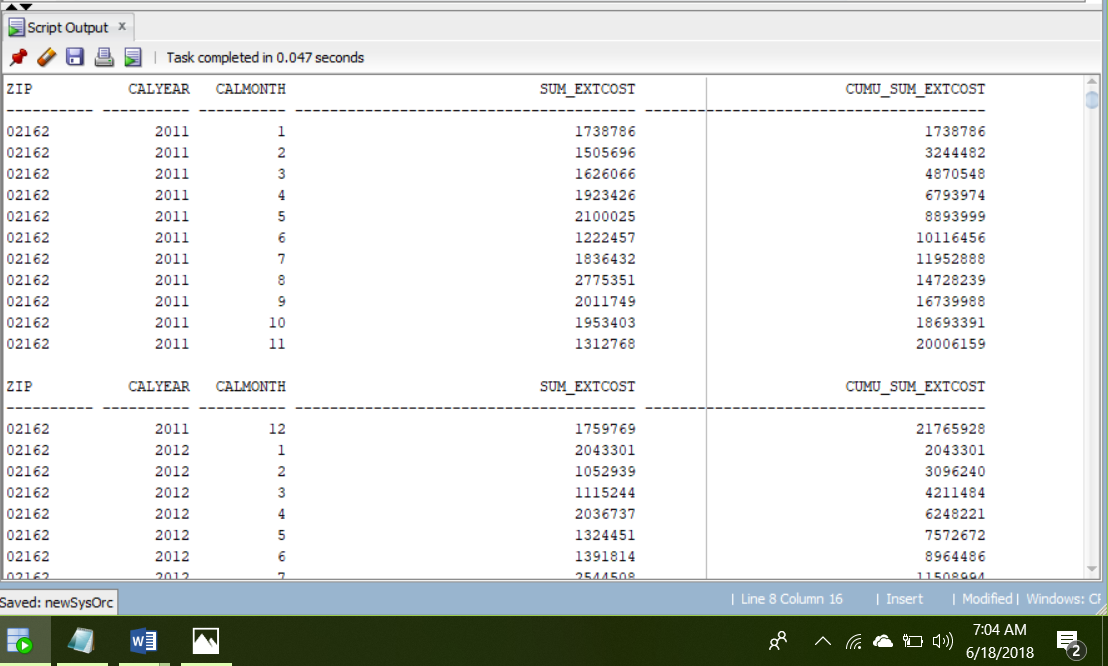 Script Output x
Task completed in 0.047 seconds
ZIP CALYEAR CALMONTH SUM_EXTCOST CUMU_SUM_EXTCOST
---------- ---------- ---------- --------------------------------------- ---------------------------------------
02162 2011 1 1738786 1738786
02162 2011 2 1505696 3244482
02162 2011 3 1626066 4870548
02162 2011 4 1923426 6793974
02162 2011 5 2100025 8893999
02162 2011 6 1222457 10116456
02162 2011 7 1836432 11952888
02162 2011 8 2775351 14728239
02162 2011 9 2011749 16739988
02162 2011 10 1953403 18693391
02162 2011 11 1312768 20006159
ZIP CALYEAR CALMONTH SUM_EXTCOST CUMU_SUM_EXTCOST
---------- ---------- ---------- --------------------------------------- ---------------------------------------
02162 2011 12 1759769 21765928
02162 2012 1 2043301 2043301
02162 2012 2 1052939 3096240
02162 2012 3 1115244 4211484
02162 2012 4 2036737 6248221
02162 2012 5 1324451 7572672
02162 2012 6 1391814 8964486
02162 2012 7 2544508 11508994
Saved: newSysOrc
| Line 8 Column 16 | Insert | Modified | Windows:
7:04 AM
6/18/2018
2